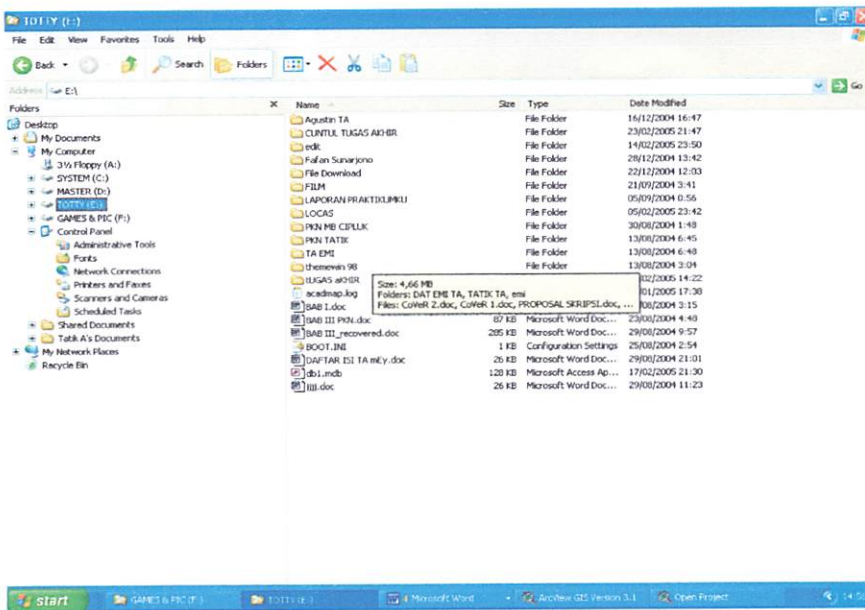 TOTTY (E:)
File Edit View Favorites Tools Help
Back Search Folders
Address E:\ Go
Folders
Desktop
My Documents
My Computer
3½ Floppy (A:)
SYSTEM (C:)
MASTER (D:)
TOTTY (E:)
GAMES & PIC (F:)
Control Panel
Administrative Tools
Fonts
Network Connections
Printers and Faxes
Scanners and Cameras
Scheduled Tasks
Shared Documents
Tatik A's Documents
My Network Places
Recycle Bin
Name Size Type Date Modified
Agustin TA File Folder 16/12/2004 16:47
CUNTUL TUGAS AKHIR File Folder 23/02/2005 21:47
edit File Folder 14/02/2005 23:50
Fafan Sunarjono File Folder 28/12/2004 13:42
File Download File Folder 22/12/2004 12:03
FILM File Folder 21/09/2004 3:41
LAPORAN PRAKTIKUMKU File Folder 05/09/2004 0:56
LOCAS File Folder 05/02/2005 23:42
PKN MB CIPLUK File Folder 30/08/2004 1:48
PKN TATIK File Folder 13/08/2004 6:45
TA EMI File Folder 13/08/2004 6:48
themewin 98 File Folder 13/08/2004 3:04
tUGAS aKHIR /02/2005 14:22
acadmap.log /01/2005 17:38
BAB I.doc /08/2004 3:15
BAB III PKN.doc 87 KB Microsoft Word Doc... 23/08/2004 4:48
BAB III_recovered.doc 285 KB Microsoft Word Doc... 29/08/2004 9:57
BOOT.INI 1 KB Configuration Settings 25/08/2004 2:54
DAFTAR ISI TA mEy.doc 26 KB Microsoft Word Doc... 29/08/2004 21:01
db1.mdb 128 KB Microsoft Access Ap... 17/02/2005 21:30
jjjj.doc 26 KB Microsoft Word Doc... 29/08/2004 11:23
Size: 4,66 MB
Folders: DAT EMI TA, TATIK TA, emi
Files: CoVeR 2.doc, CoVeR 1.doc, PROPOSAL SKRIPSI.doc, ...
start GAMES & PIC (F:) TOTTY (E:) 4 Microsoft Word ArcView GIS Version 3.1 Open Project